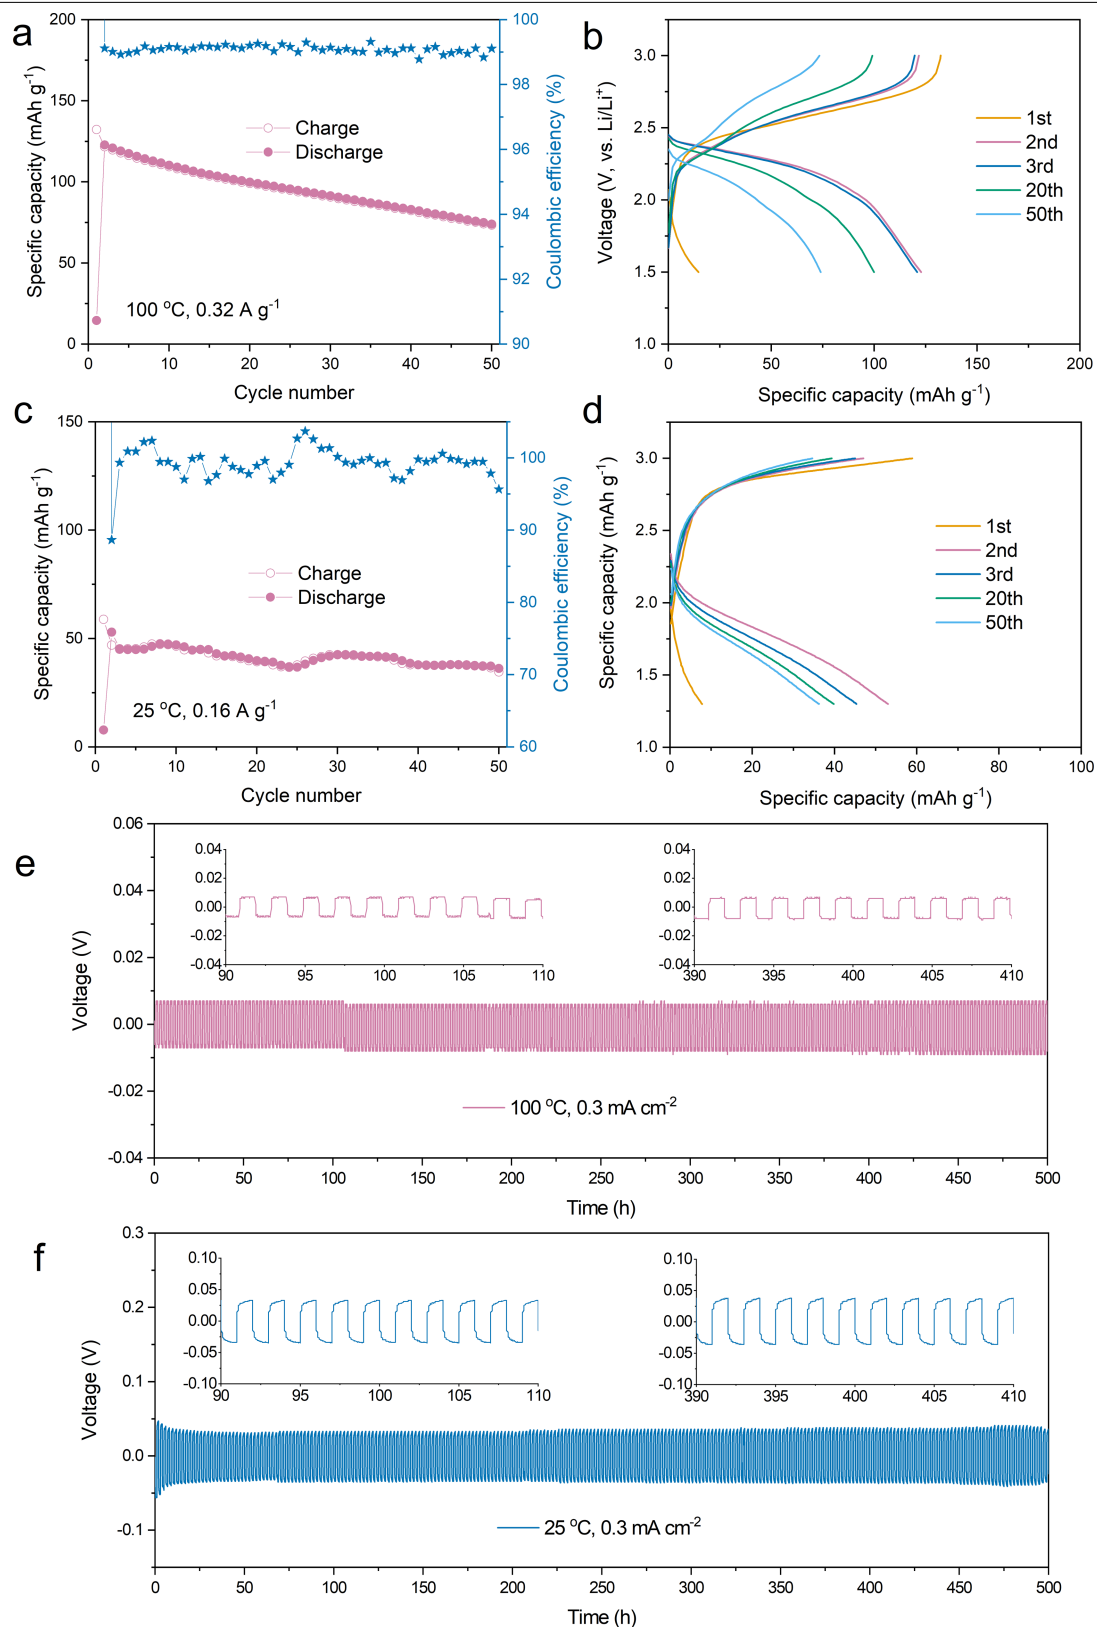 a
200
150
100
50
0
100
98
96
94
92
90
Specific capacity (mAh g⁻¹)
Coulombic efficiency (%)
Charge
Discharge
100 ºC, 0.32 A g⁻¹
0 10 20 30 40 50
Cycle number
b
3.0
2.5
2.0
1.5
1.0
Voltage (V, vs. Li/Li⁺)
1st
2nd
3rd
20th
50th
0 50 100 150 200
Specific capacity (mAh g⁻¹)
c
150
100
50
0
100
90
80
70
60
Specific capacity (mAh g⁻¹)
Coulombic efficiency (%)
Charge
Discharge
25 ºC, 0.16 A g⁻¹
0 10 20 30 40 50
Cycle number
d
3.0
2.5
2.0
1.5
1.0
Specific capacity (mAh g⁻¹)
1st
2nd
3rd
20th
50th
0 20 40 60 80 100
Specific capacity (mAh g⁻¹)
e
0.06
0.04
0.02
0.00
-0.02
-0.04
Voltage (V)
0.04
0.02
0.00
-0.02
-0.04
90 95 100 105 110
0.04
0.02
0.00
-0.02
-0.04
390 395 400 405 410
100 ºC, 0.3 mA cm⁻²
0 50 100 150 200 250 300 350 400 450 500
Time (h)
f
0.3
0.2
0.1
0.0
-0.1
Voltage (V)
0.10
0.05
0.00
-0.05
-0.10
90 95 100 105 110
0.10
0.05
0.00
-0.05
-0.10
390 395 400 405 410
25 ºC, 0.3 mA cm⁻²
0 50 100 150 200 250 300 350 400 450 500
Time (h)